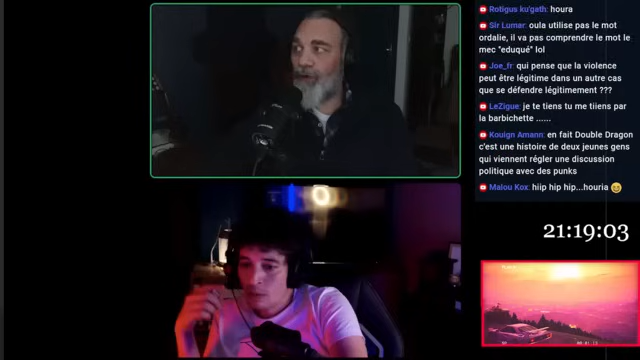 Rotigus ku'gath: houra
Sir Lumar: oula utilise pas le mot
ordalie, il va pas comprendre le mot le
mec "eduqué" lol
Joe_fr: qui pense que la violence
peut être légitime dans un autre cas
que se défendre légitimement ???
LeZigue: je te tiens tu me tiiens par
la barbichette ......
Kouign Amann: en fait Double Dragon
c'est une histoire de deux jeunes gens
qui viennent régler une discussion
politique avec des punks
Malou Kox: hiip hip hip...houria
21:19:03